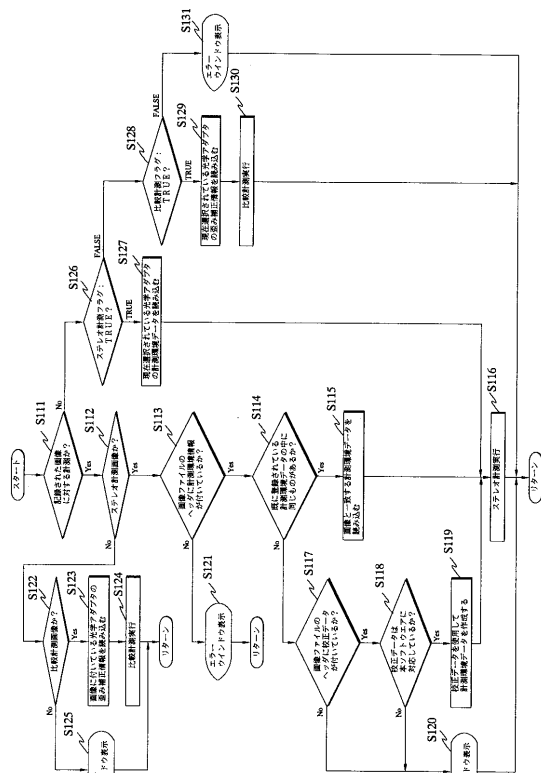 スタート
S111
記録された画像
に対する計測か?
No
Yes
S112
ステレオ計測画像か?
No
Yes
S113
画像ファイルの
ヘッダに計測環境情報
が付いているか?
No
Yes
S114
既に登録されている
計測環境データの中に
同じものがあるか?
No
Yes
S115
画像と一致する計測環境データを
読み込む
S116
ステレオ計測実行
リターン
S117
画像ファイルの
ヘッダに校正データ
が付いているか?
No
Yes
S118
校正データは
本ソフトウェアに
対応しているか?
No
Yes
S119
校正データを使用して
計測環境データを作成する
S120
ドウ表示
S121
エラー
ウインドウ表示
リターン
S122
比較計測画像か?
No
Yes
S123
画像に付いている光学アダプタの
歪み補正情報を読み込む
S124
比較計測実行
リターン
S125
ドウ表示
S126
ステレオ計測フラグ:
TRUE?
FALSE
TRUE
S127
現在選択されている光学アダプタ
の計測環境データを読み込む
S128
比較計測フラグ:
TRUE?
FALSE
TRUE
S129
現在選択されている光学アダプタ
の歪み補正情報を読み込む
S130
比較計測実行
S131
エラー
ウインドウ表示